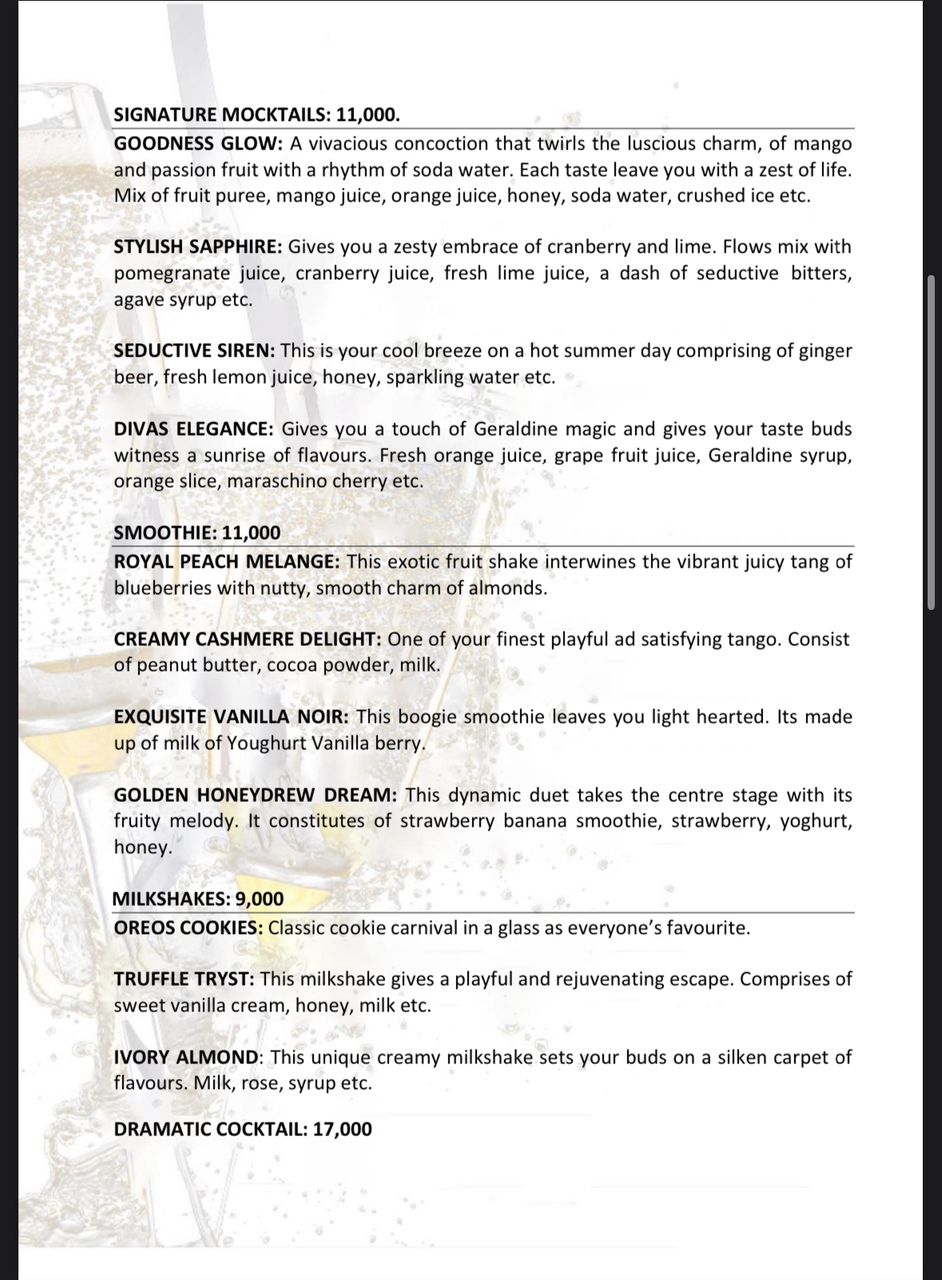 SIGNATURE MOCKTAILS: 11,000.
GOODNESS GLOW: A vivacious concoction that twirls the luscious charm, of mango
and passion fruit with a rhythm of soda water. Each taste leave you with a zest of life.
Mix of fruit puree, mango juice, orange juice, honey, soda water, crushed ice etc.
STYLISH SAPPHIRE: Gives you a zesty embrace of cranberry and lime. Flows mix with
pomegranate juice, cranberry juice, fresh lime juice, a dash of seductive bitters,
agave syrup etc.
SEDUCTIVE SIREN: This is your cool breeze on a hot summer day comprising of ginger
beer, fresh lemon juice, honey, sparkling water etc.
DIVAS ELEGANCE: Gives you a touch of Geraldine magic and gives your taste buds
witness a sunrise of flavours. Fresh orange juice, grape fruit juice, Geraldine syrup,
orange slice, maraschino cherry etc.
SMOOTHIE: 11,000
ROYAL PEACH MELANGE: This exotic fruit shake interwines the vibrant juicy tang of
blueberries with nutty, smooth charm of almonds.
CREAMY CASHMERE DELIGHT: One of your finest playful ad satisfying tango. Consist
of peanut butter, cocoa powder, milk.
EXQUISITE VANILLA NOIR: This boogie smoothie leaves you light hearted. Its made
up of milk of Youghurt Vanilla berry.
GOLDEN HONEYDREW DREAM: This dynamic duet takes the centre stage with its
fruity melody. It constitutes of strawberry banana smoothie, strawberry, yoghurt,
honey.
MILKSHAKES: 9,000
OREOS COOKIES: Classic cookie carnival in a glass as everyone’s favourite.
TRUFFLE TRYST: This milkshake gives a playful and rejuvenating escape. Comprises of
sweet vanilla cream, honey, milk etc.
IVORY ALMOND: This unique creamy milkshake sets your buds on a silken carpet of
flavours. Milk, rose, syrup etc.
DRAMATIC COCKTAIL: 17,000